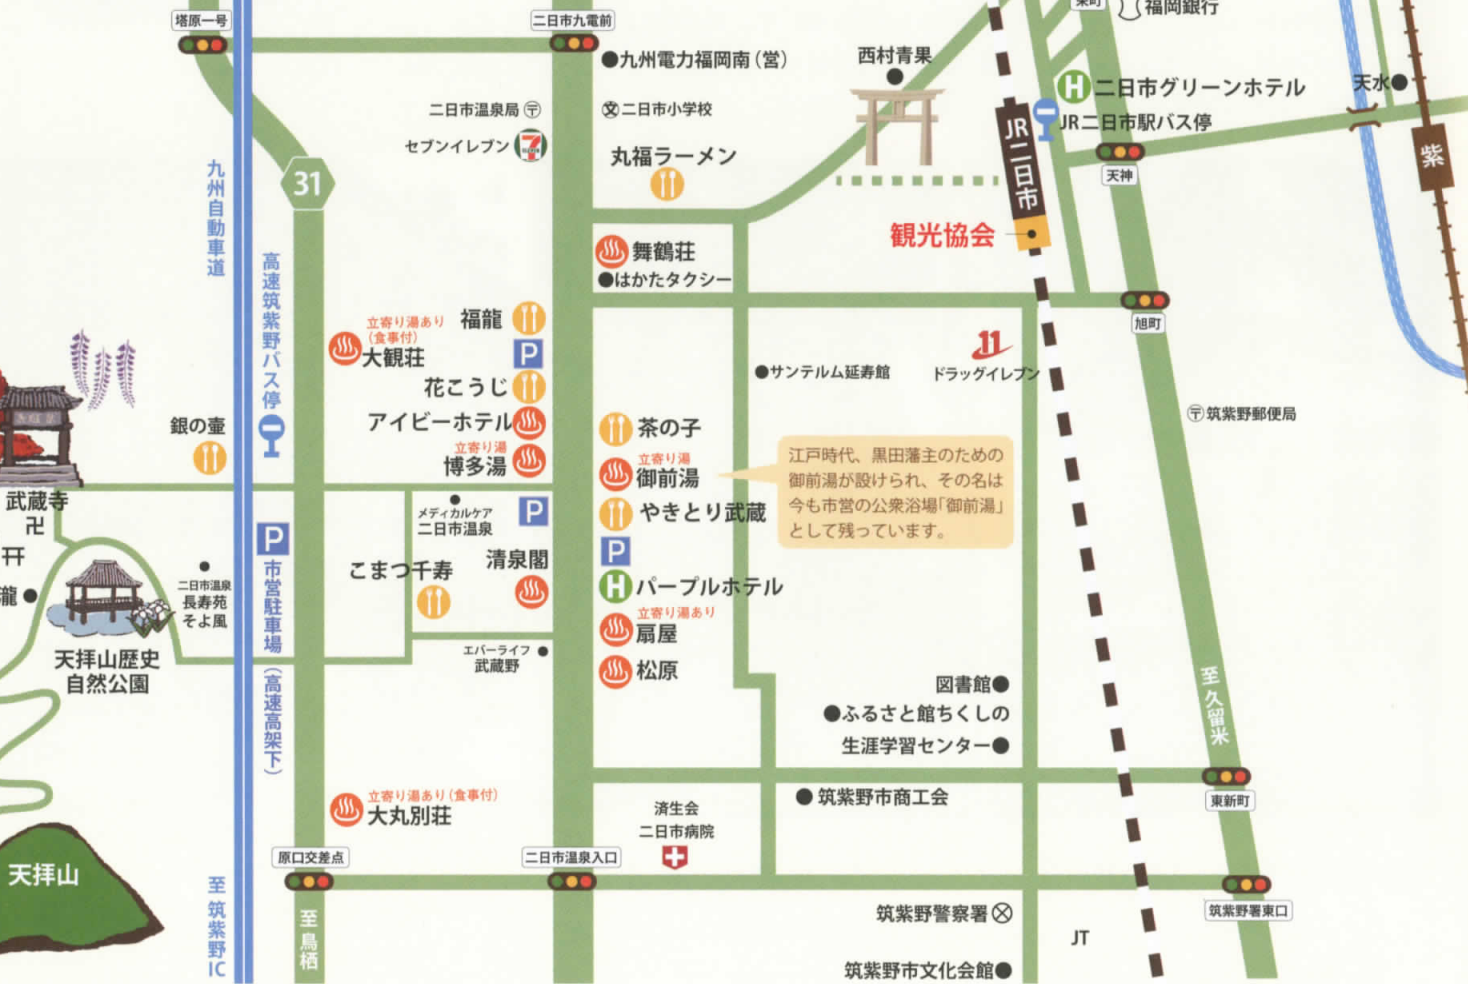 塔原一号
二日市九電前
栄町
福岡銀行
九州電力福岡南(営)
西村青果
二日市グリーンホテル
天水
二日市温泉局
二日市小学校
JR二日市駅バス停
セブンイレブン
丸福ラーメン
JR二日市
天神
紫
九州自動車道
31
観光協会
舞鶴荘
はかたタクシー
高速筑紫野バス停
立寄り湯あり
(食事付)
大観荘
福龍
P
旭町
11
ドラッグイレブン
サンテルム延寿館
花こうじ
アイビーホテル
立寄り湯
博多湯
銀の壷
茶の子
立寄り湯
御前湯
やきとり武蔵
筑紫野郵便局
江戸時代、黒田藩主のための
御前湯が設けられ、その名は
今も市営の公衆浴場「御前湯」
として残っています。
武蔵寺
卍
メディカルケア
二日市温泉
P
P
P
市営駐車場(高速高架下)
清泉閣
こまつ千寿
H
パープルホテル
立寄り湯あり
扇屋
松原
瀧
二日市温泉
長寿苑
そよ風
天拝山歴史
自然公園
エバーライフ
武蔵野
至久留米
図書館
ふるさと館ちくしの
生涯学習センター
東新町
筑紫野市商工会
立寄り湯あり(食事付)
大丸別荘
済生会
二日市病院
原口交差点
二日市温泉入口
天拝山
至 筑紫野IC
至鳥栖
筑紫野警察署
筑紫野署東口
JT
筑紫野市文化会館